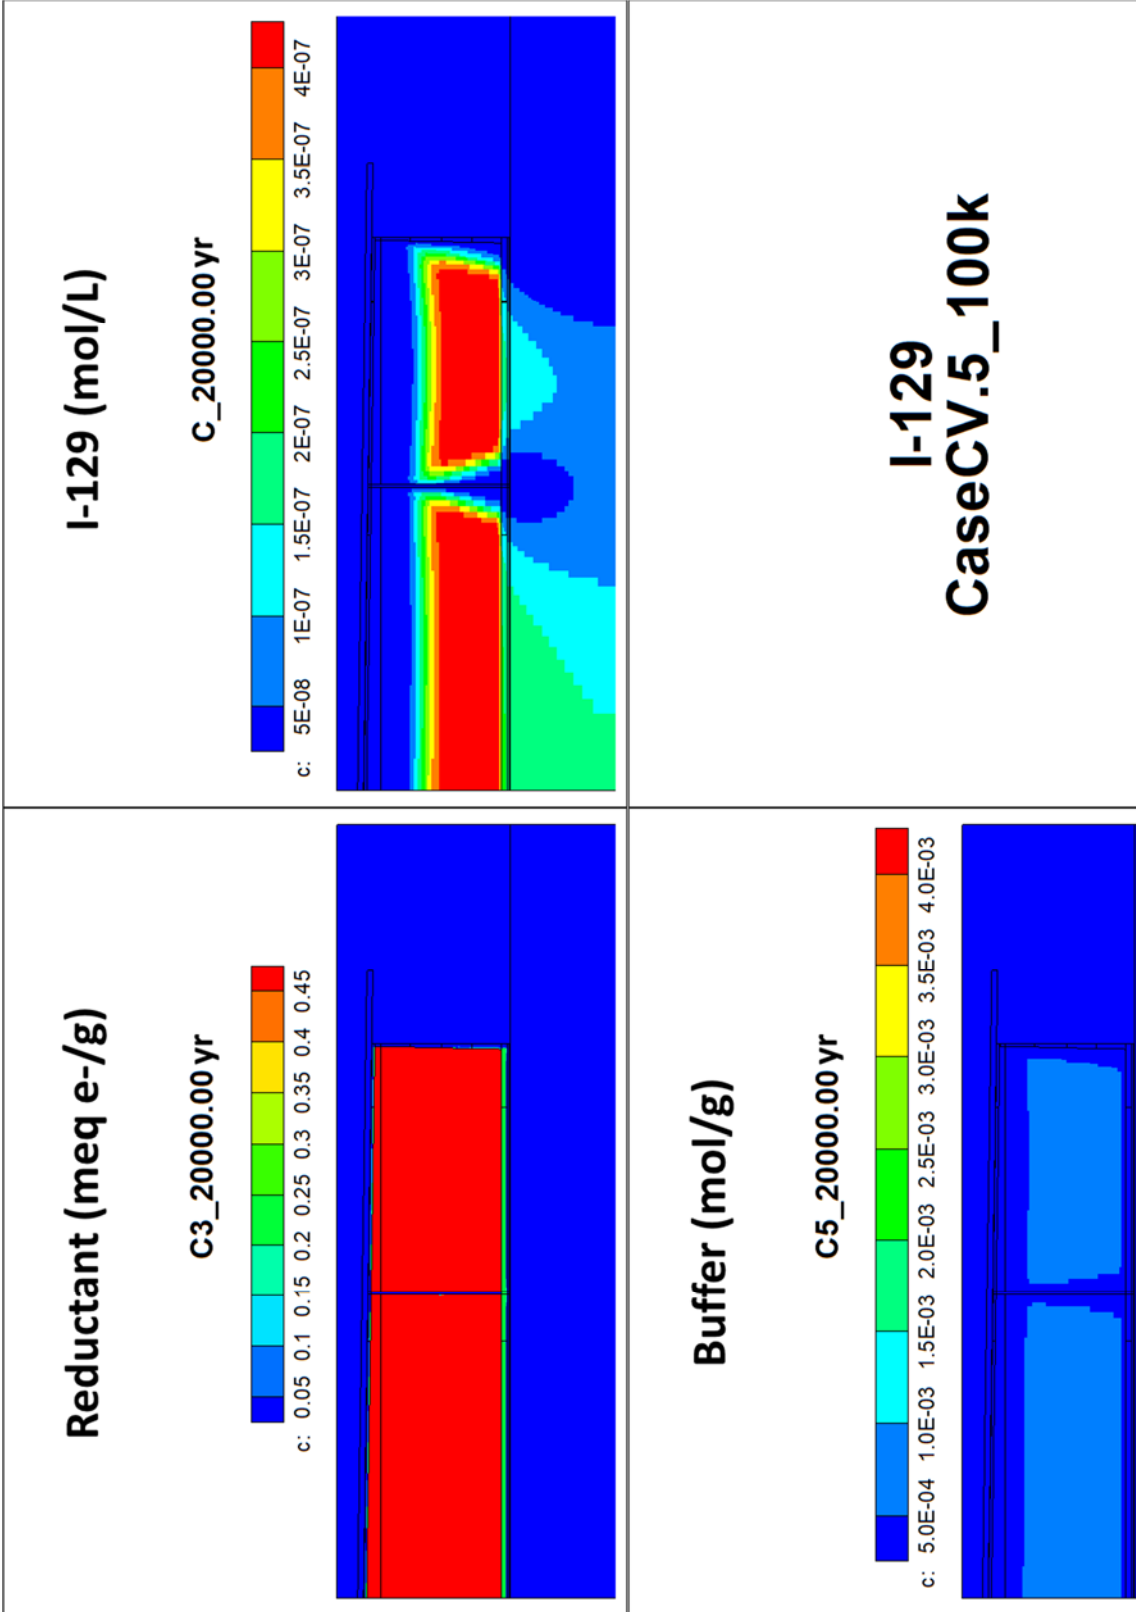 Reductant (meq e-/g)
C3_20000.00 yr
c: 0.05 0.1 0.15 0.2 0.25 0.3 0.35 0.4 0.45
I-129 (mol/L)
C_20000.00 yr
c: 5E-08 1E-07 1.5E-07 2E-07 2.5E-07 3E-07 3.5E-07 4E-07
Buffer (mol/g)
C5_20000.00 yr
c: 5.0E-04 1.0E-03 1.5E-03 2.0E-03 2.5E-03 3.0E-03 3.5E-03 4.0E-03
I-129
CaseCV.5_100k